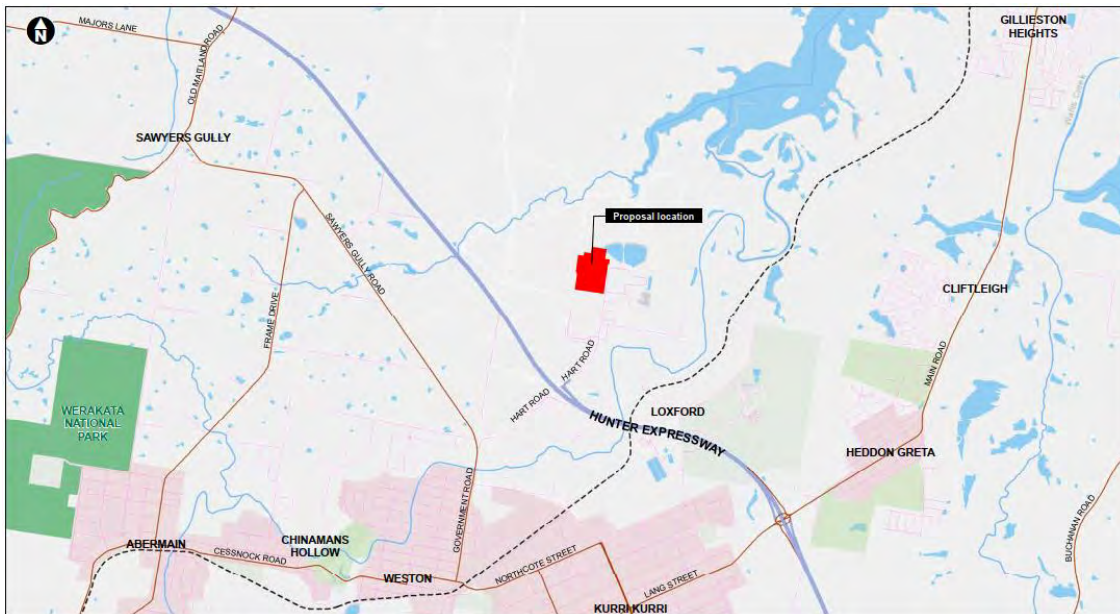 N
MAJORS LANE
OLD MAITLAND ROAD
GILLIESTON
HEIGHTS
Wallis Creek
SAWYERS GULLY
Proposal location
SAWYERS GULLY ROAD
FRAME DRIVE
CLIFTLEIGH
MAIN ROAD
HART ROAD
HART ROAD
WERAKATA
NATIONAL
PARK
LOXFORD
HUNTER EXPRESSWAY
HEDDON GRETA
GOVERNMENT ROAD
BUCHANAN ROAD
ABERMAIN
CHINAMANS
HOLLOW
CESSNOCK ROAD
WESTON
NORTHCOTE STREET
LANG STREET
KURRI KURRI